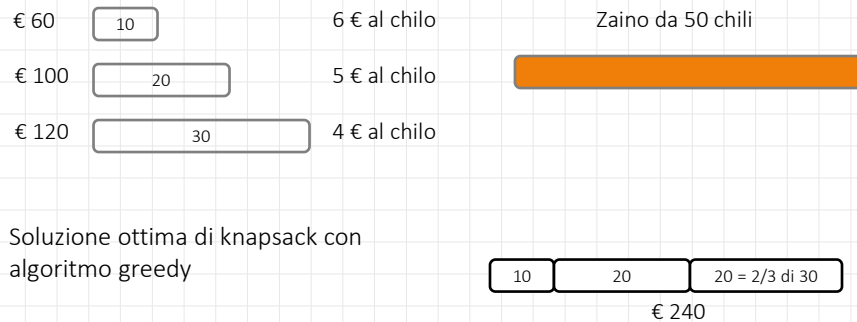 € 60 10 6 € al chilo Zaino da 50 chili
€ 100 20 5 € al chilo
€ 120 30 4 € al chilo
Soluzione ottima di knapsack con
algoritmo greedy
10 20 20 = 2/3 di 30
€ 240